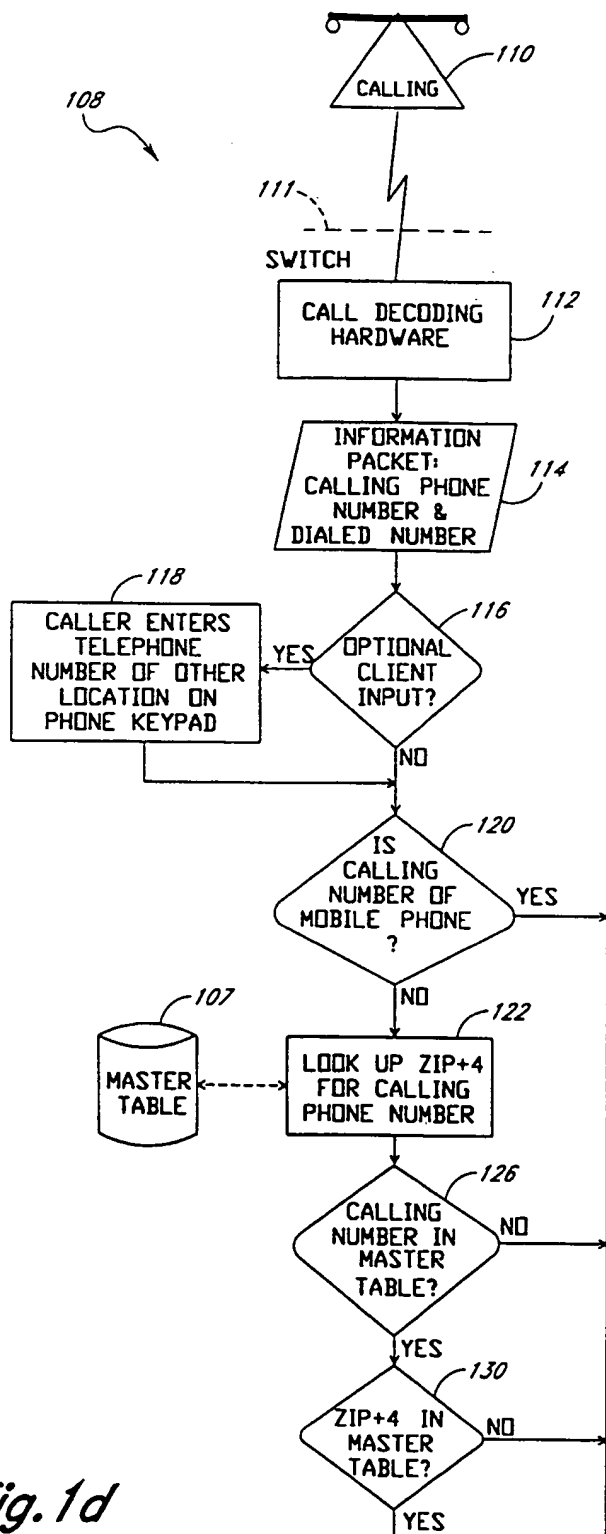 110
CALLING
108
111
SWITCH
CALL DECODING
HARDWARE
112
INFORMATION
PACKET:
CALLING PHONE
NUMBER &
DIALED NUMBER
114
118
116
CALLER ENTERS
TELEPHONE
NUMBER OF OTHER
LOCATION ON
PHONE KEYPAD
YES
OPTIONAL
CLIENT
INPUT?
NO
120
IS
CALLING
NUMBER OF
MOBILE PHONE
?
YES
NO
107
122
MASTER
TABLE
LOOK UP ZIP+4
FOR CALLING
PHONE NUMBER
126
CALLING
NUMBER IN
MASTER
TABLE?
NO
YES
130
ZIP+4 IN
MASTER
TABLE?
NO
YES
ig.1d